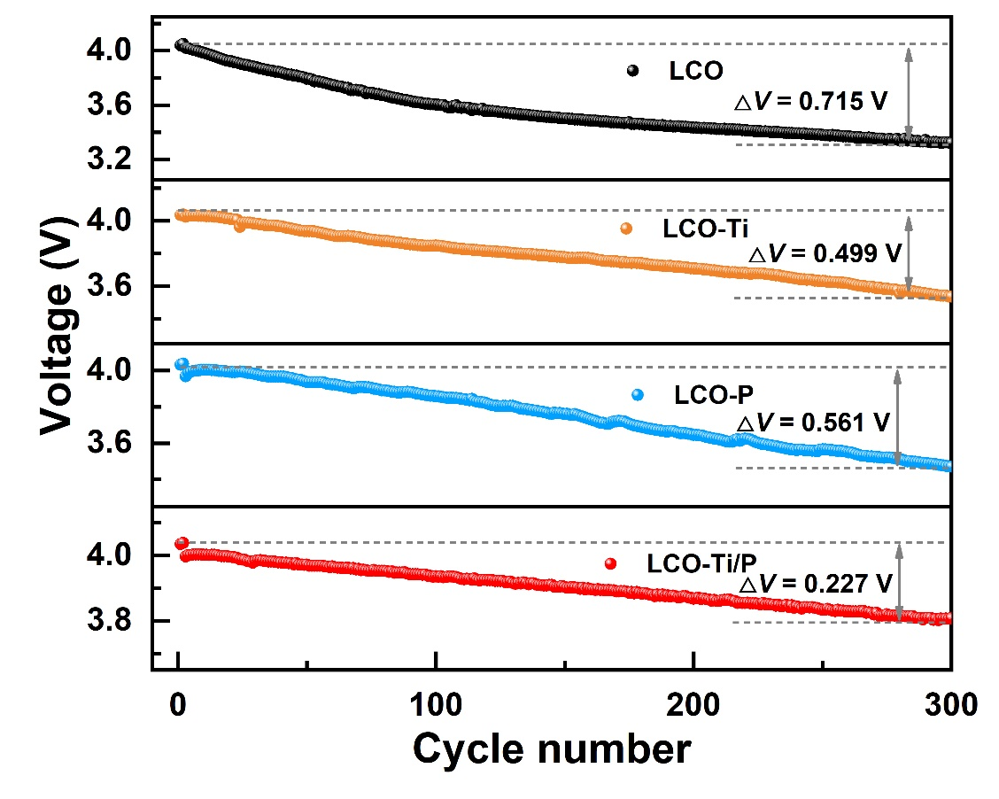 Voltage (V)
4.0
3.6
3.2
LCO
△V = 0.715 V
4.0
3.6
LCO-Ti
△V = 0.499 V
4.0
3.6
LCO-P
△V = 0.561 V
4.0
3.8
LCO-Ti/P
△V = 0.227 V
0 100 200 300
Cycle number